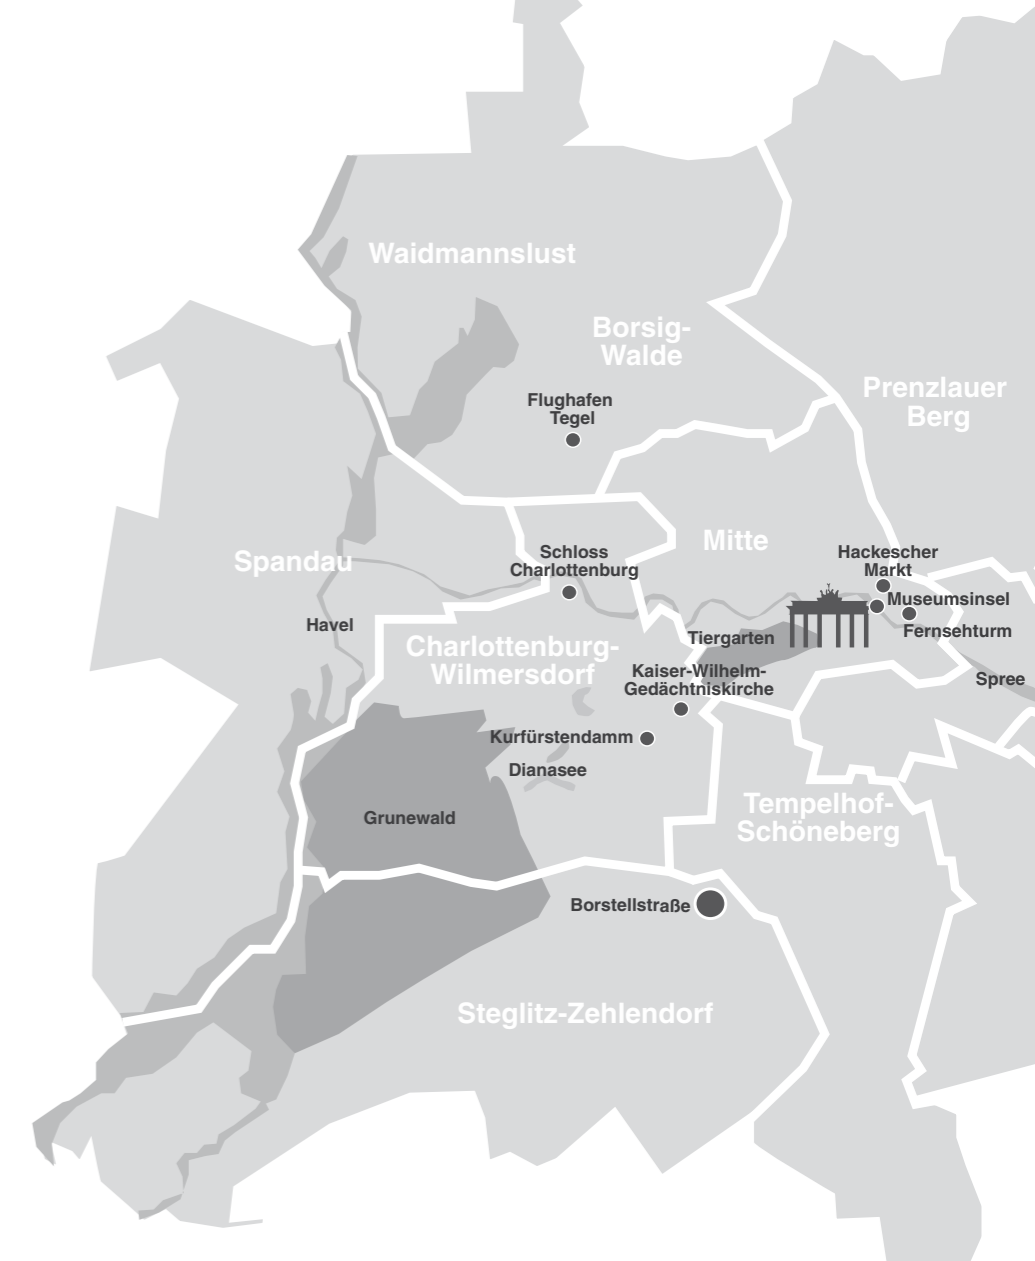 Waidmannslust
Borsig-
Walde
Prenzlauer
Berg
Flughafen
Tegel
Mitte
Spandau
Schloss
Charlottenburg
Hackescher
Markt
Museumsinsel
Havel
Fernsehturm
Tiergarten
Charlottenburg-
Wilmersdorf
Kaiser-Wilhelm-
Gedächtniskirche
Spree
Kurfürstendamm
Dianasee
Grunewald
Tempelhof-
Schöneberg
Borstellstraße
Steglitz-Zehlendorf